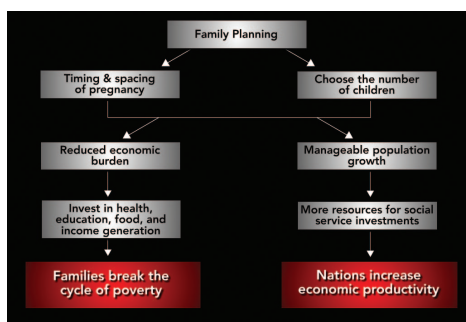 Family Planning
Timing & spacing
of pregnancy
Choose the number
of children
Reduced economic
burden
Manageable population
growth
Invest in health,
education, food, and
income generation
More resources for social
service investments
Families break the
cycle of poverty
Nations increase
economic productivity